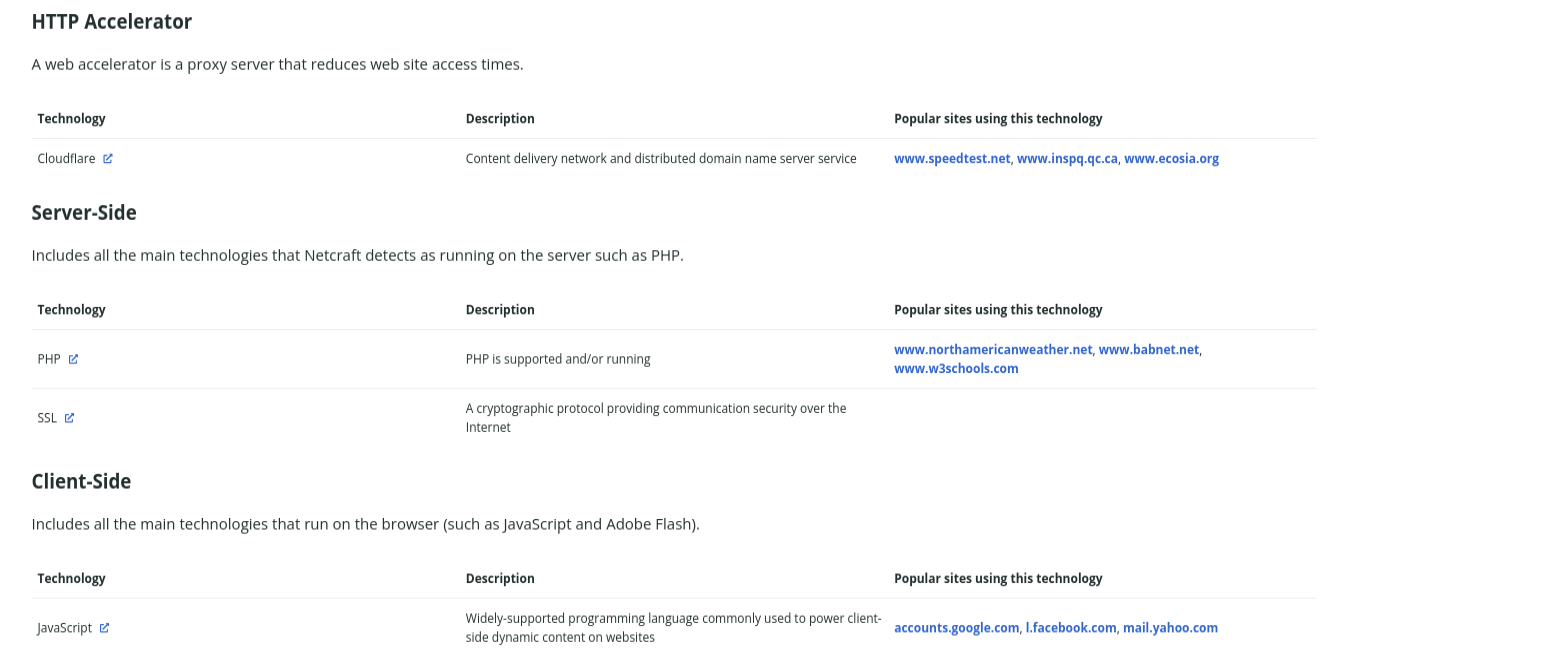 HTTP Accelerator
A web accelerator is a proxy server that reduces web site access times.
Technology Description Popular sites using this technology
Cloudflare Content delivery network and distributed domain name server service www.speedtest.net, www.inspq.qc.ca, www.ecosia.org
Server-Side
Includes all the main technologies that Netcraft detects as running on the server such as PHP.
Technology Description Popular sites using this technology
PHP PHP is supported and/or running www.northamericanweather.net, www.babnet.net,
www.w3schools.com
SSL A cryptographic protocol providing communication security over the
Internet
Client-Side
Includes all the main technologies that run on the browser (such as JavaScript and Adobe Flash).
Technology Description Popular sites using this technology
JavaScript Widely-supported programming language commonly used to power client-
side dynamic content on websites accounts.google.com, l.facebook.com, mail.yahoo.com